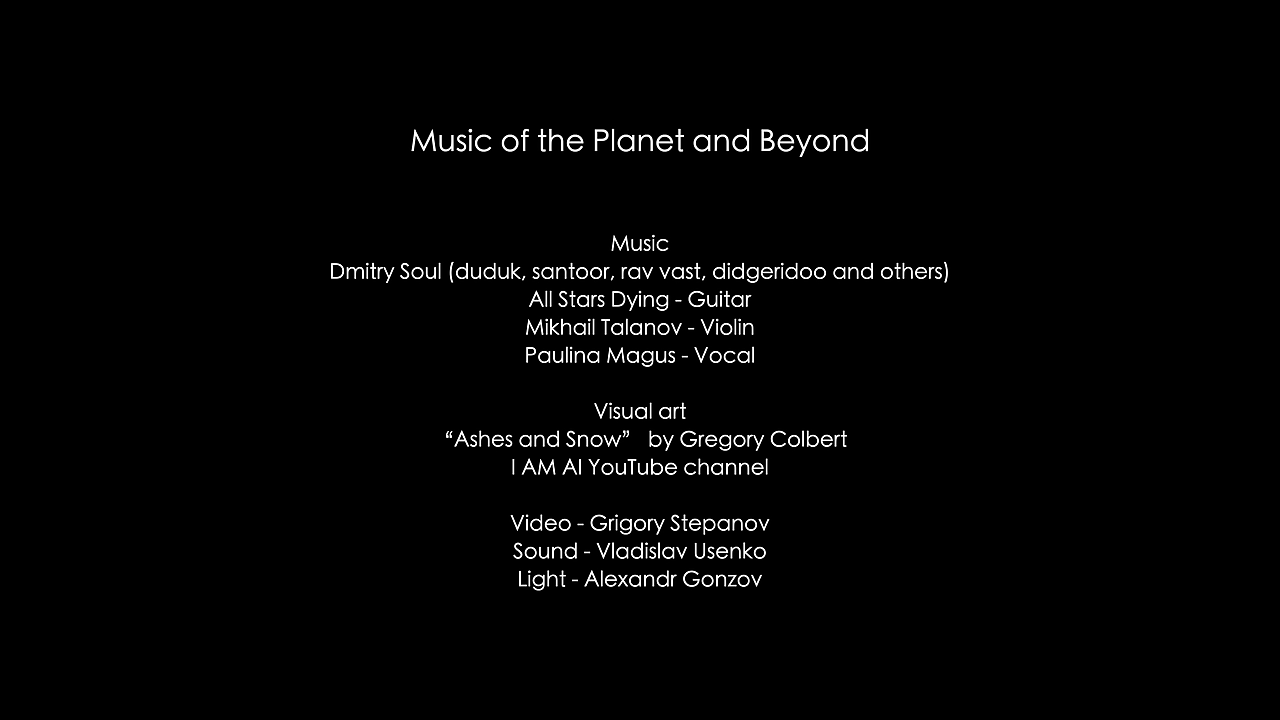 Music of the Planet and Beyond
Music
Dmitry Soul (duduk, santoor, rav vast, didgeridoo and others)
All Stars Dying - Guitar
Mikhail Talanov - Violin
Paulina Magus - Vocal
Visual art
“Ashes and Snow”   by Gregory Colbert
I AM AI YouTube channel
Video - Grigory Stepanov
Sound - Vladislav Usenko
Light - Alexandr Gonzov